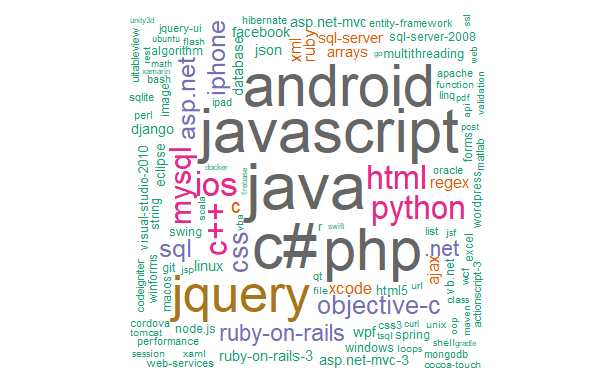 unity3d
jquery-ui
hibernate
asp.net-mvc
entity-framework
ssl
ubuntu
flash
facebook
xml
ruby
sql-server
sql-server-2008
uitableview
rest
algorithm
iphone
database
json
arrays
go
multithreading
web
math
xamarin
bash
image
asp.net
android
apache
function
sqlite
ipad
linq
pdf
api
validation
perl
django
javascript
post
forms
matlab
visual-studio-2010
eclipse
mysql
docker
firebase
java
html
oracle
regex
wordpress
string
ios
scala
c
python
c++
vba
swing
r
swift
list
jsf
sql
css
c#
php
.net
excel
codeigniter
winforms
macos
git
jsp
linux
qt
ajax
vb.net
wcf
actionscript-3
jquery
file
xcode
html5
url
class
objective-c
cordova
tomcat
node.js
ruby-on-rails
wpf
css3
curl
unix
oop
maven
tsql
spring
performance
windows
loops
shell
gradle
session
xaml
web-services
ruby-on-rails-3
asp.net-mvc-3
mongodb
cocoa-touch